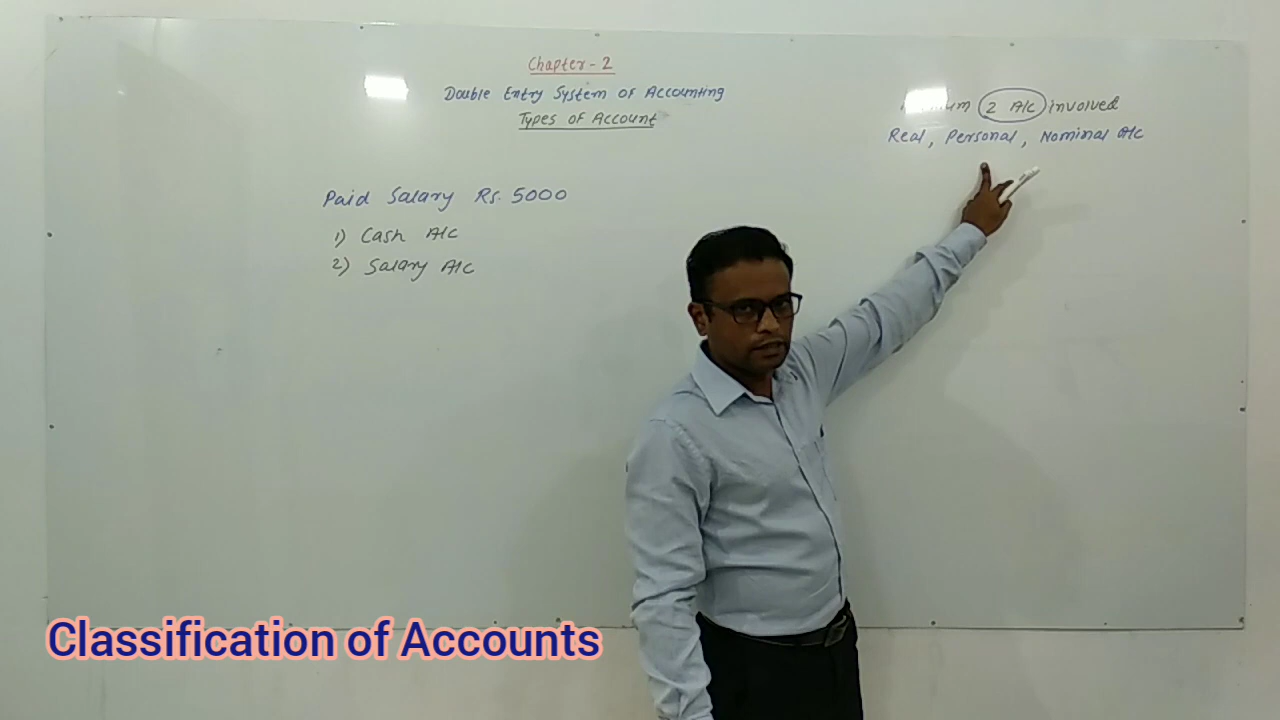 Chapter-2
Double Entry System of Accounting
Types of Account
2 A/c involved
Real, Personal, Nominal A/c
Paid Salary Rs. 5000
1) Cash A/c
2) Salary A/c
Classification of Accounts